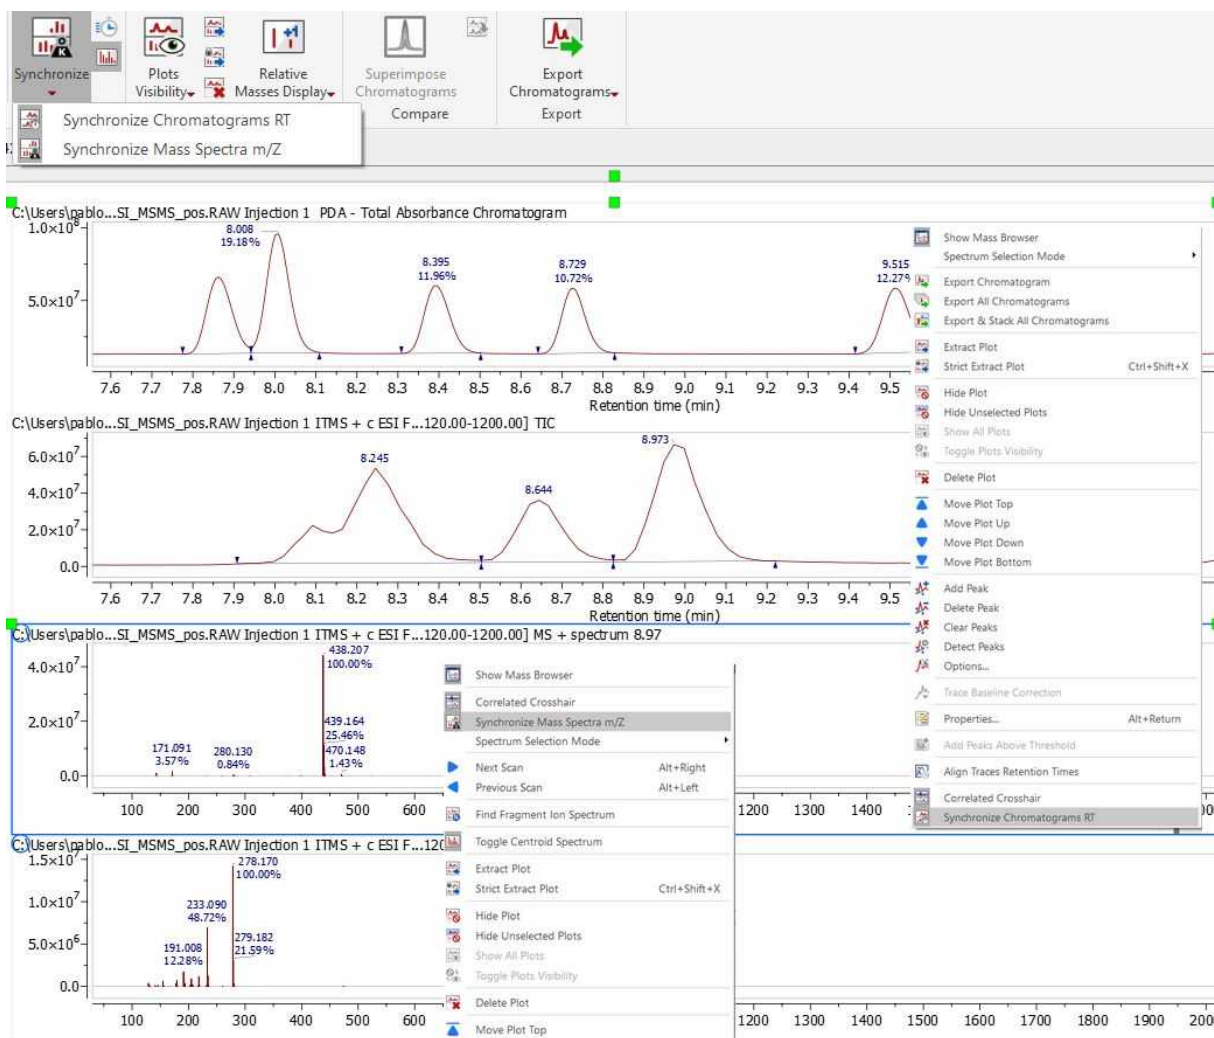 Synchronize
Plots
Visibility
Relative
Masses Display
Superimpose
Chromatograms
Compare
Export
Chromatograms
Export
Synchronize Chromatograms RT
Synchronize Mass Spectra m/Z
C:\Users\pablo...SI_MSMS_pos.RAW Injection 1 PDA - Total Absorbance Chromatogram
1.0×10⁸
5.0×10⁷
8.008
19.18%
8.395
11.96%
8.729
10.72%
9.515
12.27%
7.6 7.7 7.8 7.9 8.0 8.1 8.2 8.3 8.4 8.5 8.6 8.7 8.8 8.9 9.0 9.1 9.2 9.3 9.4 9.5
Retention time (min)
C:\Users\pablo...SI_MSMS_pos.RAW Injection 1 ITMS + c ESI F...120.00-1200.00] TIC
6.0×10⁷
4.0×10⁷
2.0×10⁷
0.0
8.245
8.644
8.973
7.6 7.7 7.8 7.9 8.0 8.1 8.2 8.3 8.4 8.5 8.6 8.7 8.8 8.9 9.0 9.1 9.2 9.3 9.4 9.5
Retention time (min)
C:\Users\pablo...SI_MSMS_pos.RAW Injection 1 ITMS + c ESI F...120.00-1200.00] MS + spectrum 8.97
4.0×10⁷
2.0×10⁷
0.0
438.207
100.00%
439.164
25.46%
470.148
1.43%
171.091
3.57%
280.130
0.84%
100 200 300 400 500 600 1200 1300 1400
C:\Users\pablo...SI_MSMS_pos.RAW Injection 1 ITMS + c ESI F...120
1.5×10⁷
1.0×10⁷
5.0×10⁶
0.0
278.170
100.00%
233.090
48.72%
279.182
21.59%
191.008
12.28%
100 200 300 400 500 600 1200 1300 1400 1500 1600 1700 1800 1900 200
Show Mass Browser
Correlated Crosshair
Synchronize Mass Spectra m/Z
Spectrum Selection Mode
Next Scan Alt+Right
Previous Scan Alt+Left
Find Fragment Ion Spectrum
Toggle Centroid Spectrum
Extract Plot
Strict Extract Plot Ctrl+Shift+X
Hide Plot
Hide Unselected Plots
Show All Plots
Toggle Plots Visibility
Delete Plot
Move Plot Top
Show Mass Browser
Spectrum Selection Mode
Export Chromatogram
Export All Chromatograms
Export & Stack All Chromatograms
Extract Plot
Strict Extract Plot Ctrl+Shift+X
Hide Plot
Hide Unselected Plots
Show All Plots
Toggle Plots Visibility
Delete Plot
Move Plot Top
Move Plot Up
Move Plot Down
Move Plot Bottom
Add Peak
Delete Peak
Clear Peaks
Detect Peaks
Options...
Trace Baseline Correction
Properties... Alt+Return
Add Peaks Above Threshold
Align Traces Retention Times
Correlated Crosshair
Synchronize Chromatograms RT